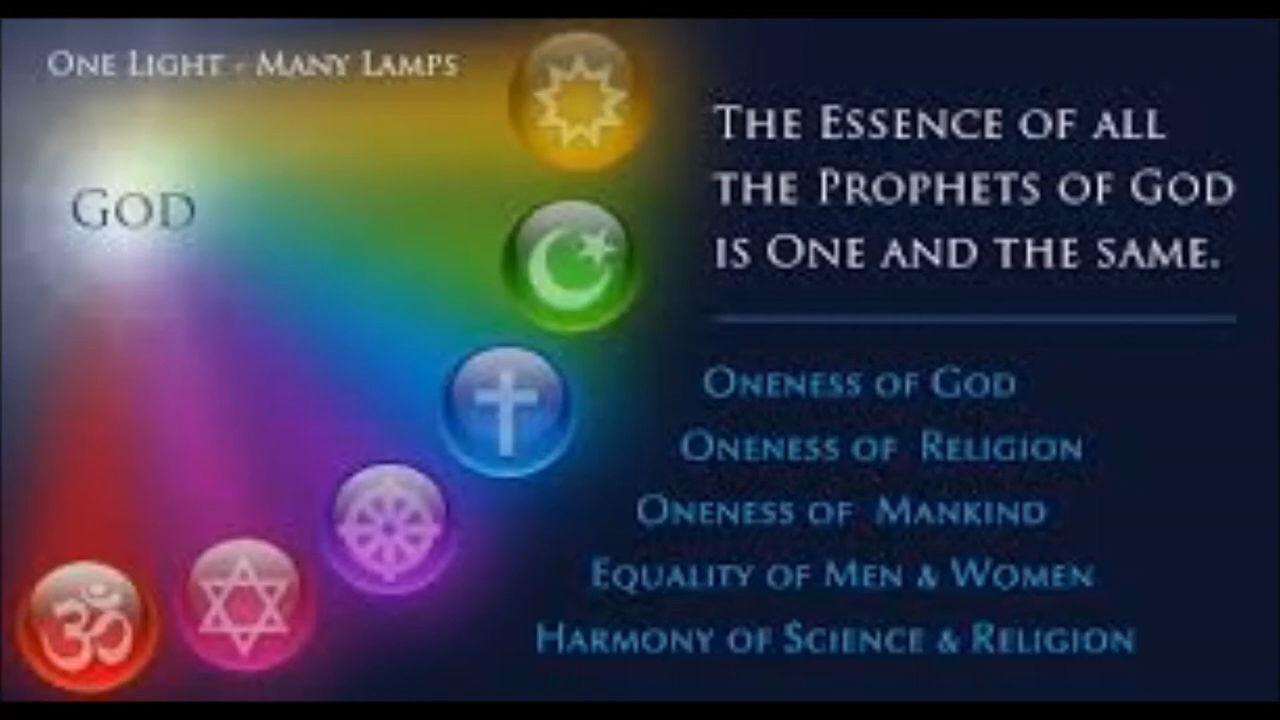 One Light - Many Lamps
God
The Essence of all
the Prophets of God
is One and the same.
Oneness of God
Oneness of Religion
Oneness of Mankind
Equality of Men & Women
Harmony of Science & Religion